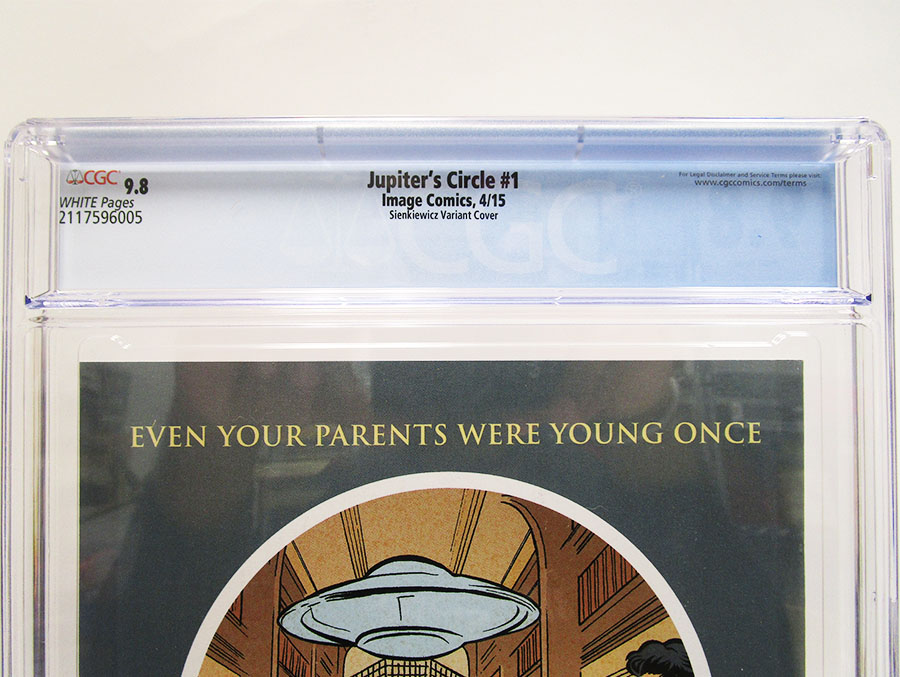 CGC 9.8
WHITE Pages
2117596005
Jupiter's Circle #1
Image Comics, 4/15
Sienkiewicz Variant Cover
For Legal Disclaimer and Service Terms please visit:
www.cgccomics.com/terms
CGC
EVEN YOUR PARENTS WERE YOUNG ONCE